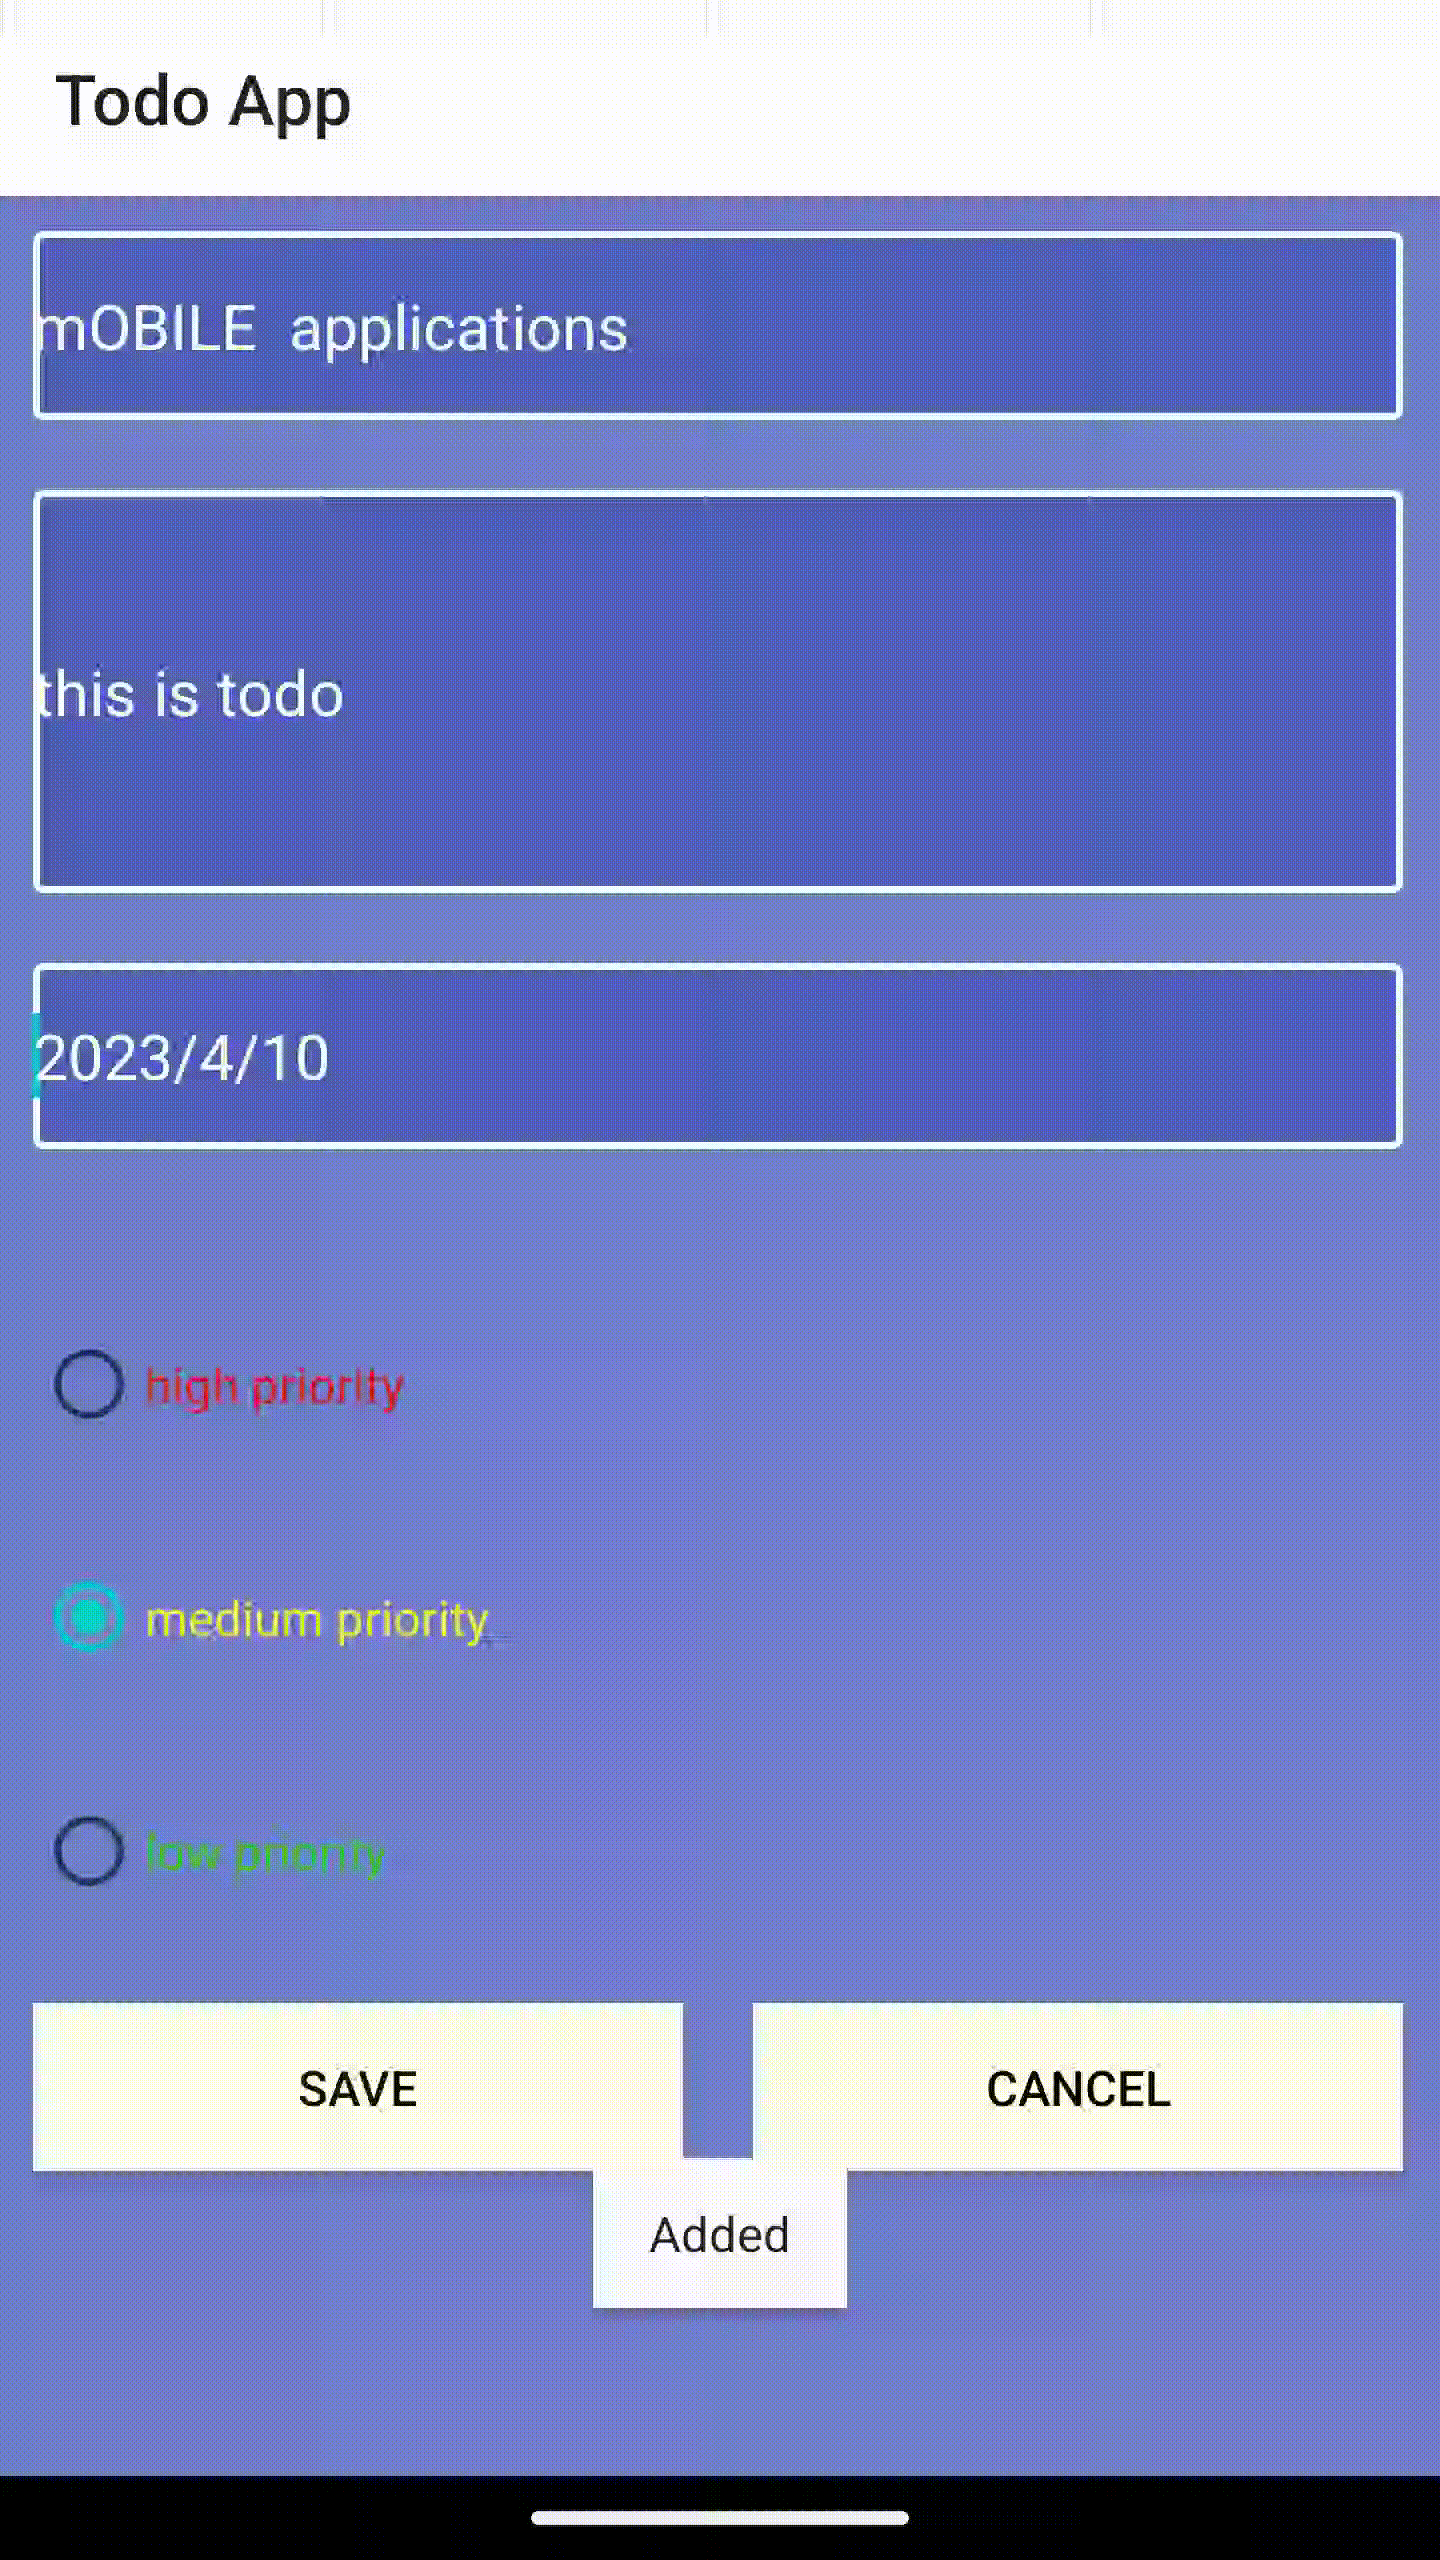 Todo App
mOBILE  applications
this is todo
2023/4/10
high priority
medium priority
low priority
SAVE
CANCEL
Added